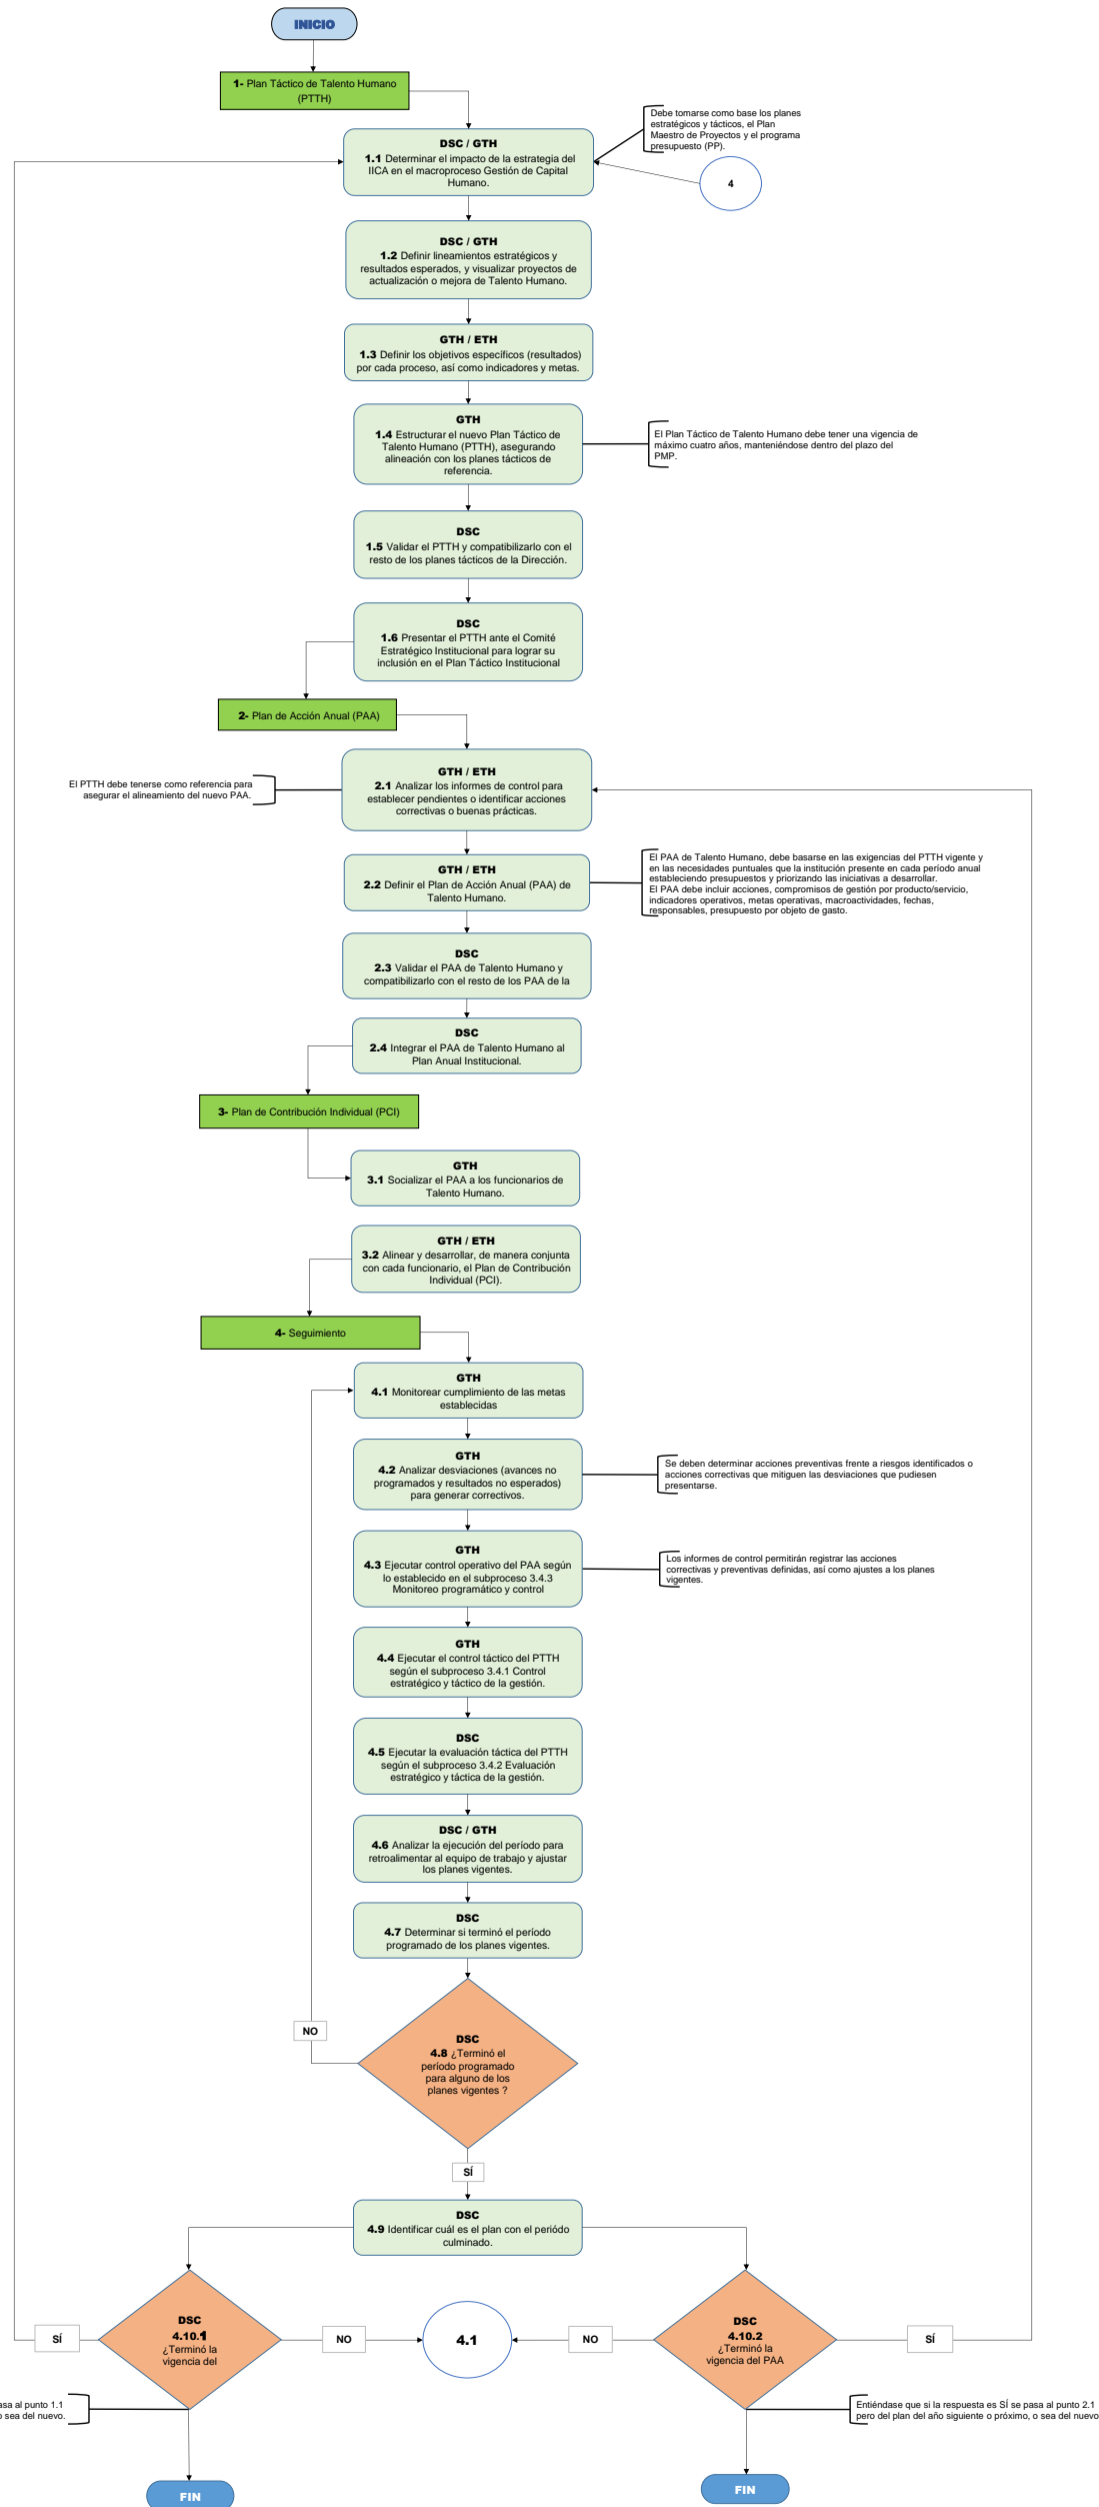 INICIO
1- Plan Táctico de Talento Humano
(PTTH)
Debe tomarse como base los planes
estratégicos y tácticos, el Plan
Maestro de Proyectos y el programa
presupuesto (PP).
DSC / GTH
1.1 Determinar el impacto de la estrategia del
IICA en el macroproceso Gestión de Capital
Humano.
4
DSC / GTH
1.2 Definir lineamientos estratégicos y
resultados esperados, y visualizar proyectos de
actualización o mejora de Talento Humano.
GTH / ETH
1.3 Definir los objetivos específicos (resultados)
por cada proceso, así como indicadores y metas.
GTH
1.4 Estructurar el nuevo Plan Táctico de
Talento Humano (PTTH), asegurando
alineación con los planes tácticos de
referencia.
El Plan Táctico de Talento Humano debe tener una vigencia de
máximo cuatro años, manteniéndose dentro del plazo del
PMP.
DSC
1.5 Validar el PTTH y compatibilizarlo con el
resto de los planes tácticos de la Dirección.
DSC
1.6 Presentar el PTTH ante el Comité
Estratégico Institucional para lograr su
inclusión en el Plan Táctico Institucional
2- Plan de Acción Anual (PAA)
El PTTH debe tenerse como referencia para
asegurar el alineamiento del nuevo PAA.
GTH / ETH
2.1 Analizar los informes de control para
establecer pendientes o identificar acciones
correctivas o buenas prácticas.
GTH / ETH
2.2 Definir el Plan de Acción Anual (PAA) de
Talento Humano.
El PAA de Talento Humano, debe basarse en las exigencias del PTTH vigente y
en las necesidades puntuales que la institución presente en cada período anual
estableciendo presupuestos y priorizando las iniciativas a desarrollar.
El PAA debe incluir acciones, compromisos de gestión por producto/servicio,
indicadores operativos, metas operativas, macroactividades, fechas,
responsables, presupuesto por objeto de gasto.
DSC
2.3 Validar el PAA de Talento Humano y
compatibilizarlo con el resto de los PAA de la
DSC
2.4 Integrar el PAA de Talento Humano al
Plan Anual Institucional.
3- Plan de Contribución Individual (PCI)
GTH
3.1 Socializar el PAA a los funcionarios de
Talento Humano.
GTH / ETH
3.2 Alinear y desarrollar, de manera conjunta
con cada funcionario, el Plan de Contribución
Individual (PCI).
4- Seguimiento
GTH
4.1 Monitorear cumplimiento de las metas
establecidas
GTH
4.2 Analizar desviaciones (avances no
programados y resultados no esperados)
para generar correctivos.
Se deben determinar acciones preventivas frente a riesgos identificados o
acciones correctivas que mitiguen las desviaciones que pudiesen
presentarse.
GTH
4.3 Ejecutar control operativo del PAA según
lo establecido en el subproceso 3.4.3
Monitoreo programático y control
Los informes de control permitirán registrar las acciones
correctivas y preventivas definidas, así como ajustes a los planes
vigentes.
GTH
4.4 Ejecutar el control táctico del PTTH
según el subproceso 3.4.1 Control
estratégico y táctico de la gestión.
DSC
4.5 Ejecutar la evaluación táctica del PTTH
según el subproceso 3.4.2 Evaluación
estratégico y táctica de la gestión.
DSC / GTH
4.6 Analizar la ejecución del período para
retroalimentar al equipo de trabajo y ajustar
los planes vigentes.
DSC
4.7 Determinar si terminó el período
programado de los planes vigentes.
NO
DSC
4.8 ¿Terminó el
período programado
para alguno de los
planes vigentes ?
SÍ
DSC
4.9 Identificar cuál es el plan con el periódo
culminado.
SÍ
DSC
4.10.1
¿Terminó la
vigencia del
NO
4.1
NO
DSC
4.10.2
¿Terminó la
vigencia del PAA
SÍ
asa al punto 1.1
o sea del nuevo.
Entiéndase que si la respuesta es SÍ se pasa al punto 2.1
pero del plan del año siguiente o próximo, o sea del nuevo
FIN
FIN